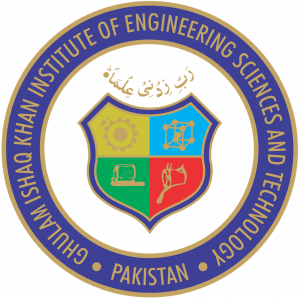 GHULAM ISHAQ KHAN INSTITUTE OF ENGINEERING SCIENCES AND TECHNOLOGY
رَبِّ زِدْنِیْ عِلْمًا
• PAKISTAN •